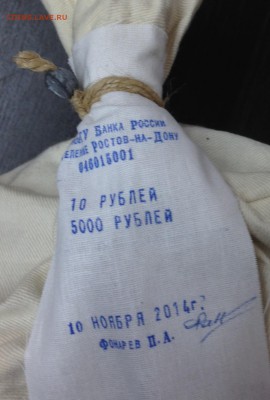 Банка России
Ростов-на-Дону
046015001
10 рублей
5000 рублей
10 ноября 2014г.
Фонарев П.А.